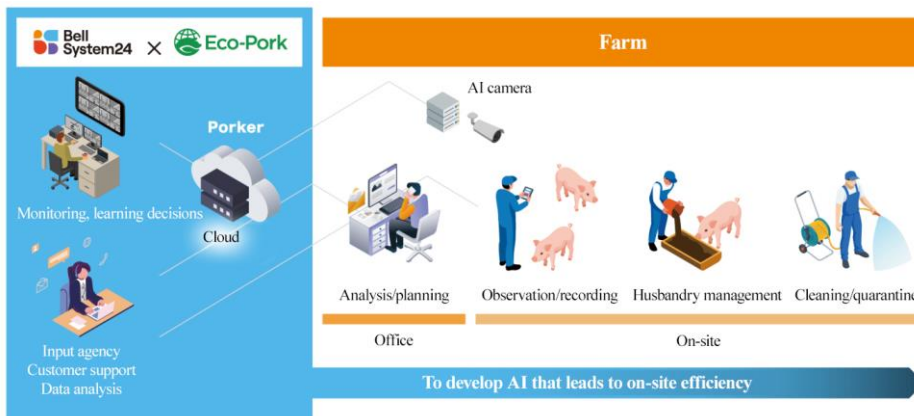 Bell
System24
×
Eco-Pork
Farm
AI camera
Porker
Monitoring, learning decisions
Cloud
Analysis/planning
Observation/recording
Husbandry management
Cleaning/quarantine
Office
On-site
Input agency
Customer support
Data analysis
To develop AI that leads to on-site efficiency